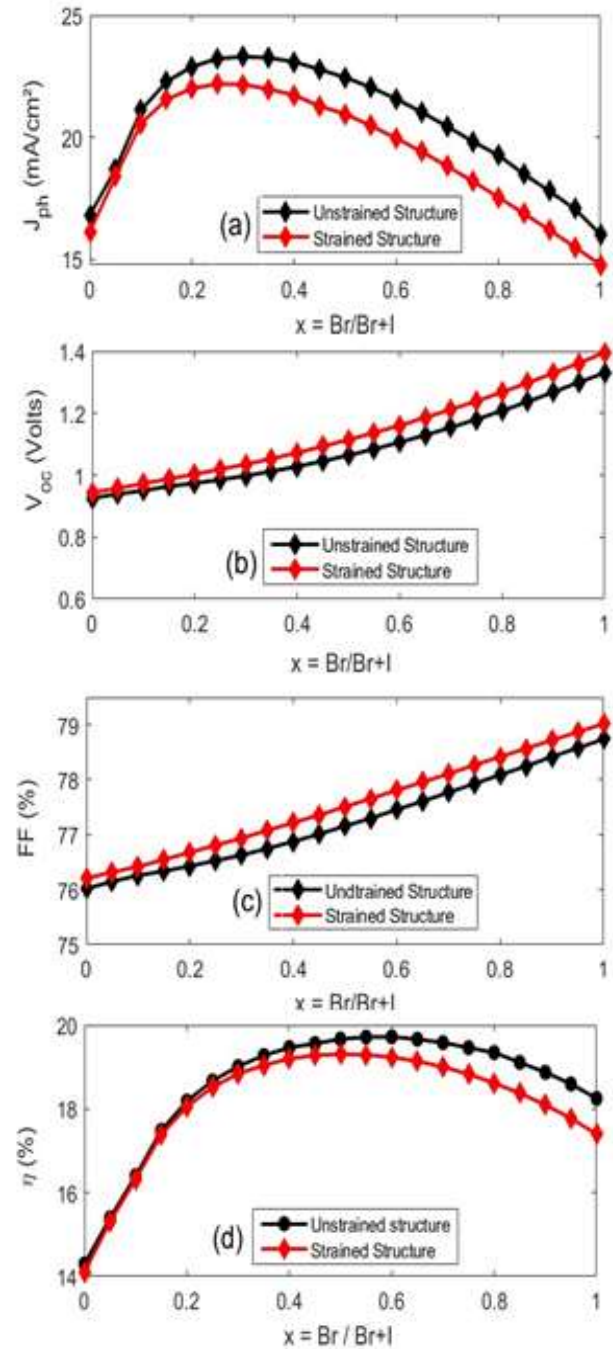 25
20
15
J_ph (mA/cm²)
(a)
Unstrained Structure
Strained Structure
0 0.2 0.4 0.6 0.8 1
x = Br/Br+I
1.4
1.2
1
0.8
0.6
V_oc (Volts)
(b)
Unstrained Structure
Strained Structure
0 0.2 0.4 0.6 0.8 1
x = Br/Br+I
79
78
77
76
75
FF (%)
(c)
Undtrained Structure
Strained Structure
0 0.2 0.4 0.6 0.8 1
x = Br/Br+I
20
18
16
14
η (%)
(d)
Unstrained structure
Strained Structure
0 0.2 0.4 0.6 0.8 1
x = Br / Br+I